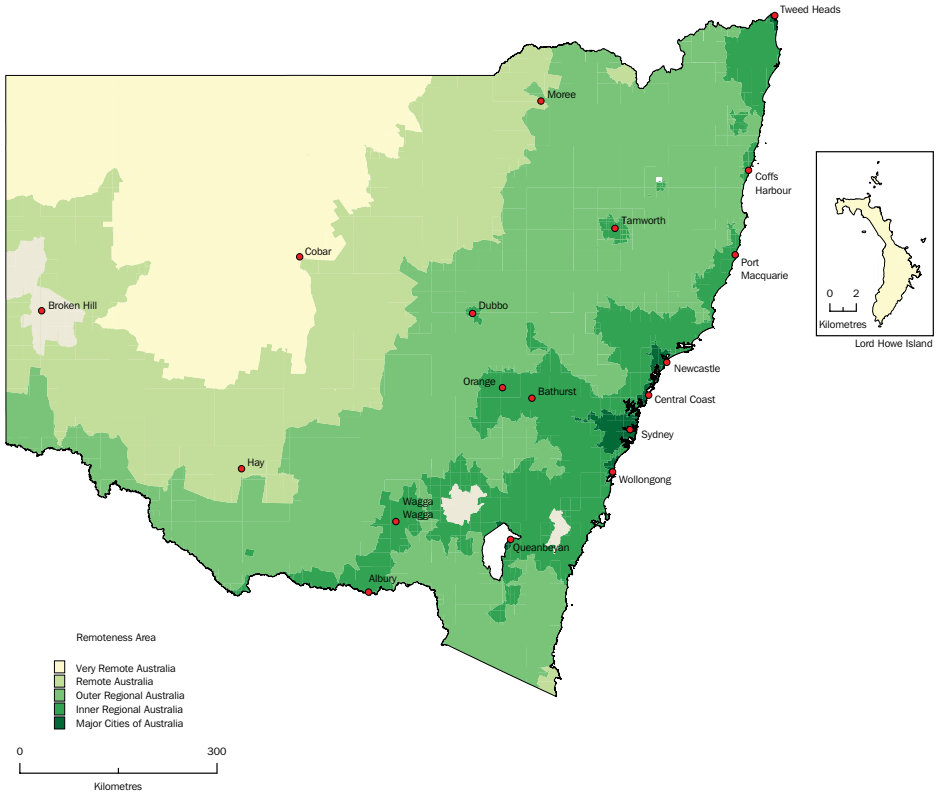 Tweed Heads
Moree
Coffs
Harbour
Tamworth
Cobar
Port
Macquarie
0 2
Kilometres
Lord Howe Island
Broken Hill
Dubbo
Newcastle
Orange
Bathurst
Central Coast
Sydney
Hay
Wollongong
Wagga
Wagga
Queanbeyan
Albury
Remoteness Area
Very Remote Australia
Remote Australia
Outer Regional Australia
Inner Regional Australia
Major Cities of Australia
0 300
Kilometres